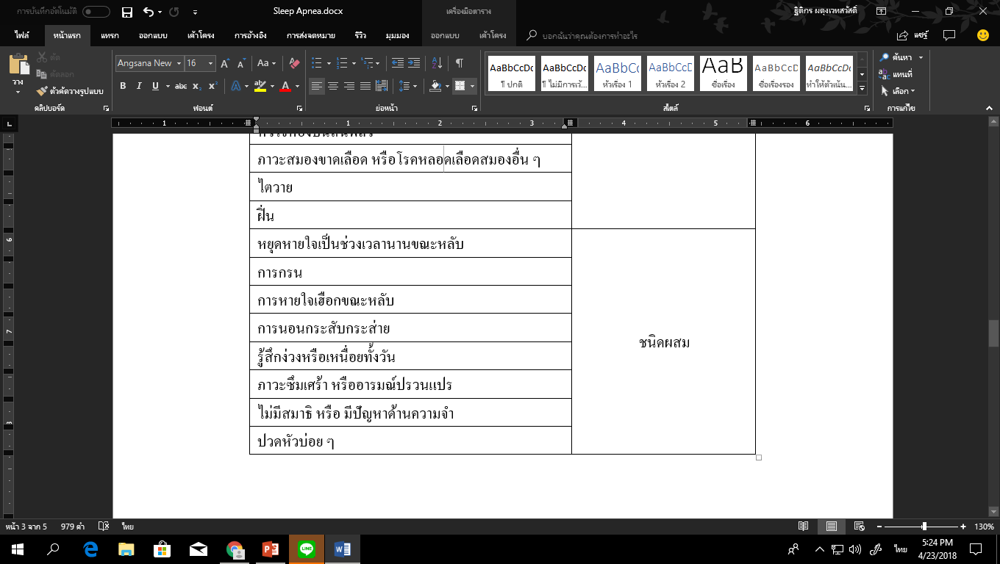 การบันทึกอัตโนมัติ
Sleep Apnea.docx
เครื่องมือตาราง
ฐิติกร ผดุงเวทสวัสดิ์
ไฟล์ หน้าแรก แทรก ออกแบบ เค้าโครง การอ้างอิง การส่งจดหมาย รีวิว มุมมอง ออกแบบ เค้าโครง บอกฉันว่าคุณต้องการทำอะไร แชร์
วาง
ตัด
คัดลอก
ตัวคัดวางรูปแบบ
Angsana New 16
AaBbCcDc AaBbCcDc AaBbCc AaBbCcD AaB AaBbCcD AaBbCcDc
¶ ปกติ ¶ ไม่มีการเว้... หัวเรื่อง 1 หัวเรื่อง 2 ชื่อเรื่อง ชื่อเรื่องรอง ทำให้ตัวเน้น...
ค้นหา
แทนที่
เลือก
คลิปบอร์ด ฟอนต์ ย่อหน้า สไตล์ การแก้ไข
1 1 2 3 4 5 6
ภาวะสมองขาดเลือด หรือโรคหลอดเลือดสมองอื่น ๆ
ไตวาย
ฝิ่น
หยุดหายใจเป็นช่วงเวลานานขณะหลับ
การกรน
การหายใจเฮือกขณะหลับ
การนอนกระสับกระส่าย
ชนิดผสม
รู้สึกง่วงหรือเหนื่อยทั้งวัน
ภาวะซึมเศร้า หรืออารมณ์ปรวนแปร
ไม่มีสมาธิ หรือ มีปัญหาด้านความจำ
ปวดหัวบ่อย ๆ
หน้า 3 จาก 5 979 คำ ไทย 130%
ไทย
5:24 PM
4/23/2018